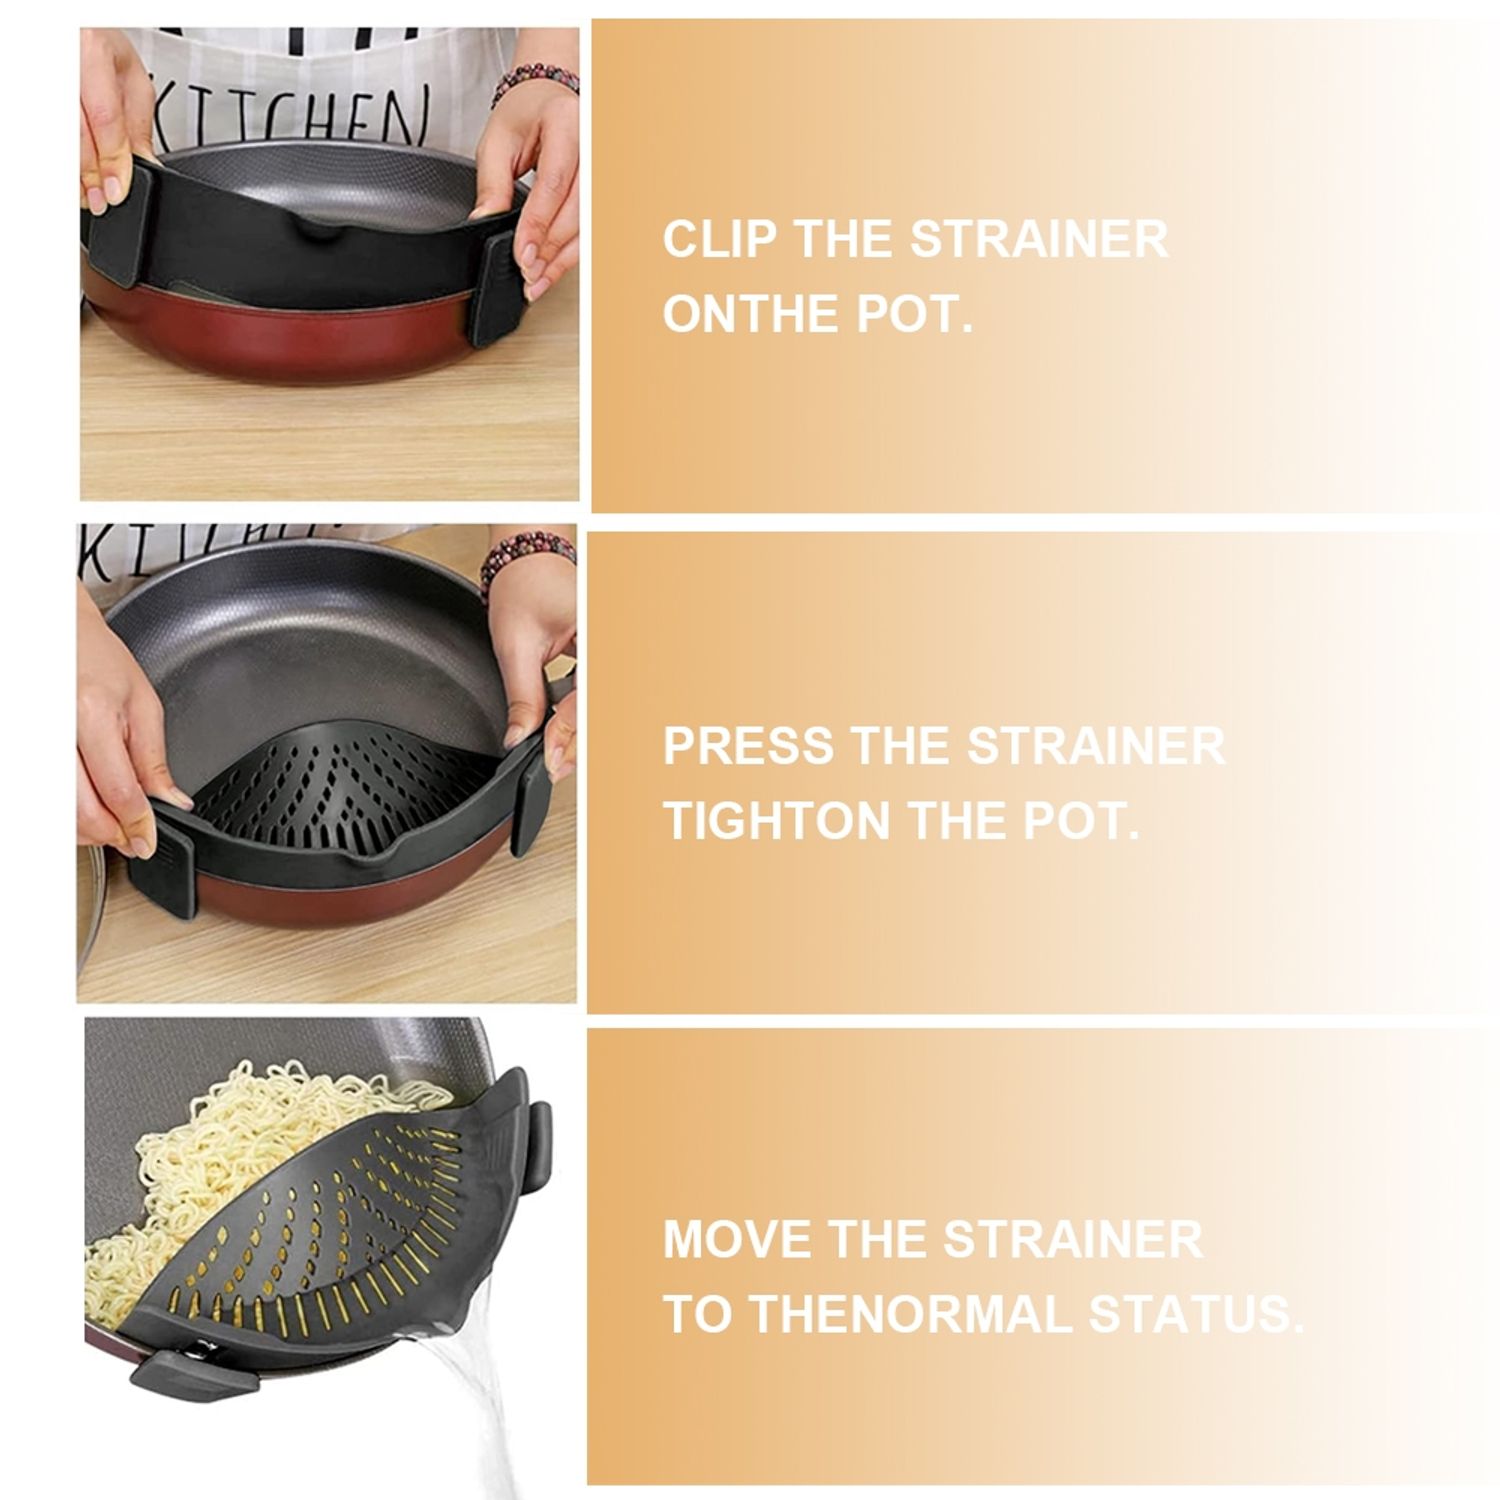 KITCHEN
CLIP THE STRAINER
ONTHE POT.
PRESS THE STRAINER
TIGHTON THE POT.
MOVE THE STRAINER
TO THENORMAL STATUS.